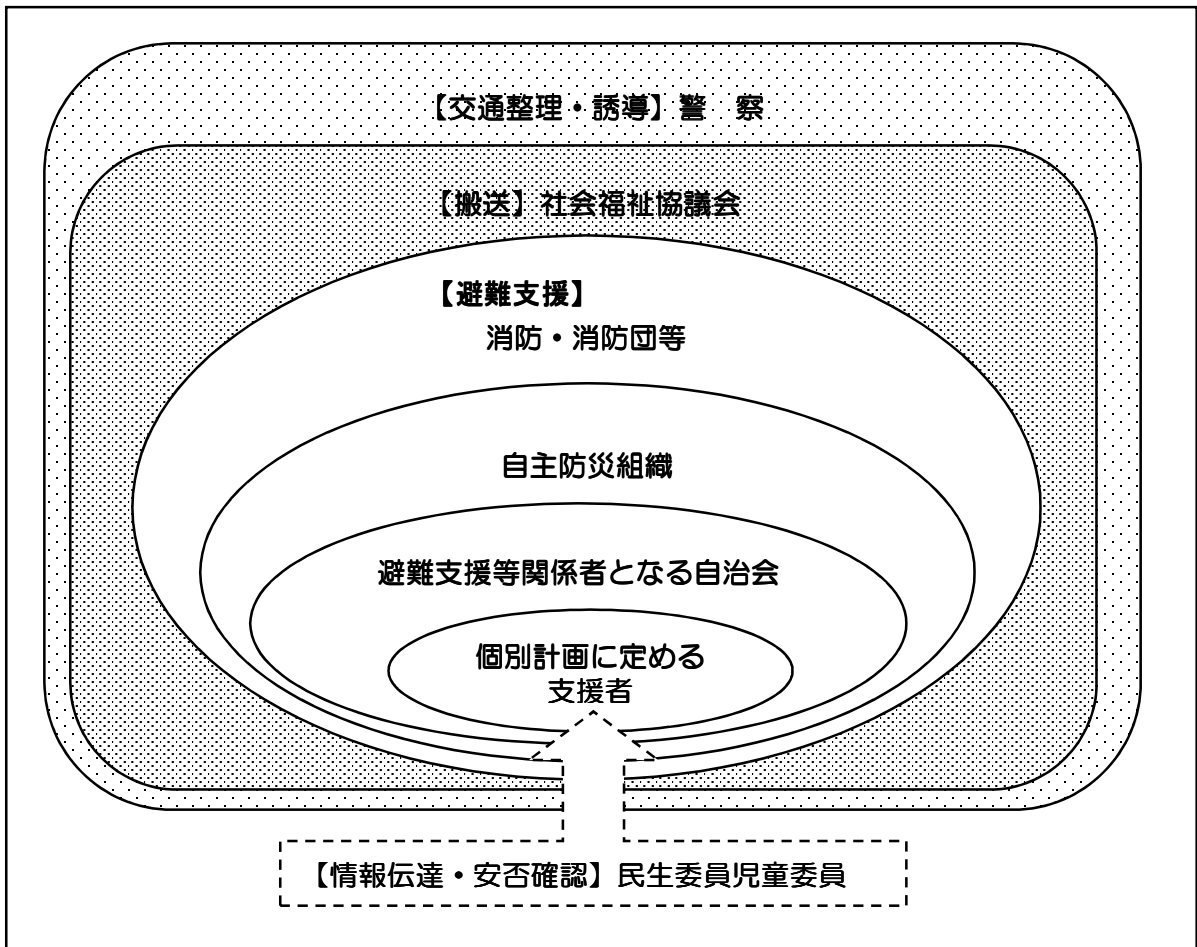 【交通整理・誘導】警　察
【搬送】社会福祉協議会
【避難支援】
消防・消防団等
自主防災組織
避難支援等関係者となる自治会
個別計画に定める
支援者
【情報伝達・安否確認】民生委員児童委員